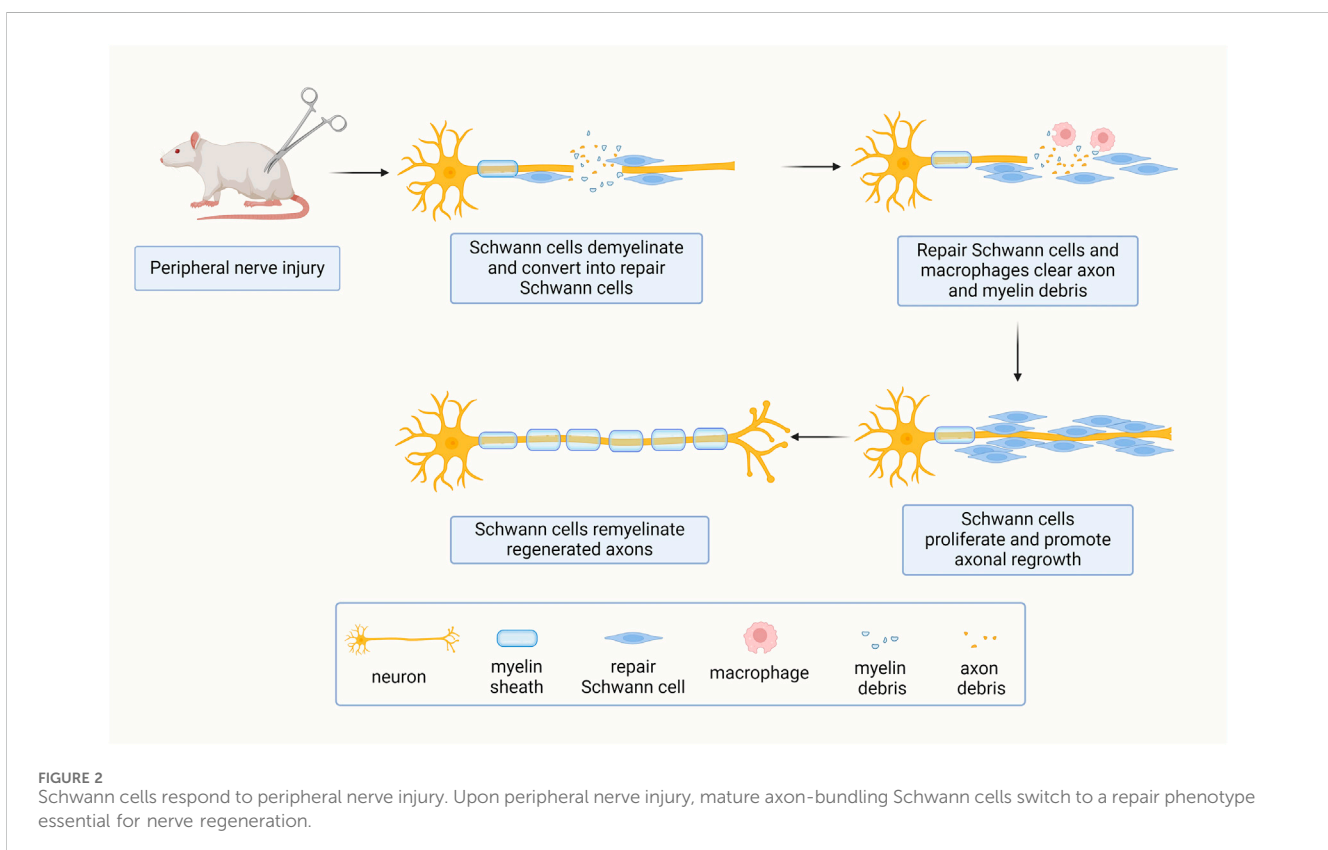 Peripheral nerve injury
Schwann cells demyelinate
and convert into repair
Schwann cells
Repair Schwann cells and
macrophages clear axon
and myelin debris
Schwann cells
proliferate and promote
axonal regrowth
Schwann cells remyelinate
regenerated axons
neuron
myelin
sheath
repair
Schwann cell
macrophage
myelin
debris
axon
debris
FIGURE 2
Schwann cells respond to peripheral nerve injury. Upon peripheral nerve injury, mature axon-bundling Schwann cells switch to a repair phenotype
essential for nerve regeneration.